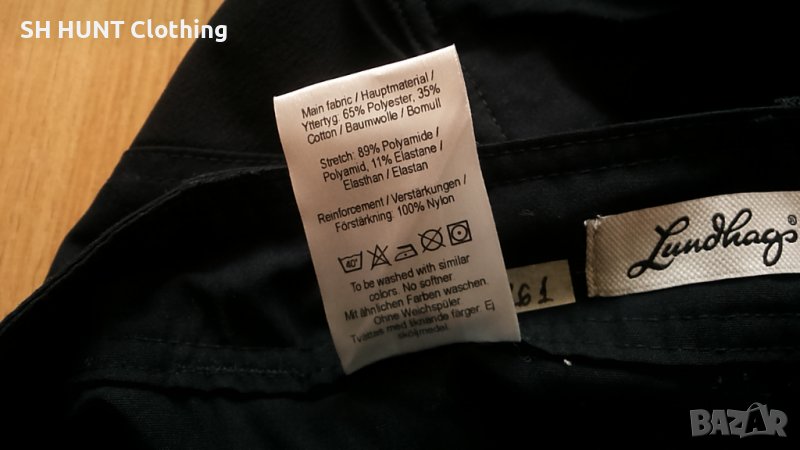 SH HUNT Clothing
Main fabric / Hauptmaterial /
Yttertyg: 65% Polyester, 35%
Cotton / Baumwolle / Bomull
Stretch: 89% Polyamide /
Polyamid, 11% Elastane /
Elasthan / Elastan
Reinforcement / Verstärkungen /
Förstärkning: 100% Nylon
40°
To be washed with similar
colors. No softner
Mit ähnlichen Farben waschen.
Ohne Weichspüler
Tvättas med liknande färger Ej
sköljmedel.
61
Lundhags®
BAZAR